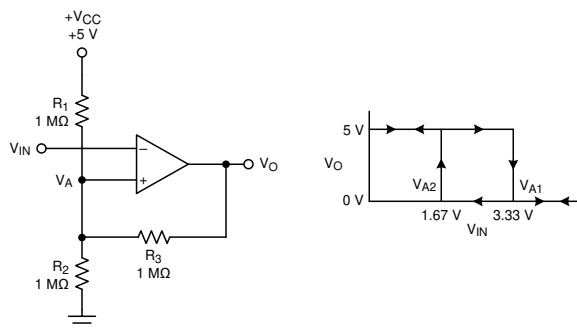 +VCC
+5 V
R1
1 MΩ
VIN
VA
−
+
VO
R3
1 MΩ
R2
1 MΩ
5 V
VO
0 V
VA2
VA1
1.67 V
3.33 V
VIN